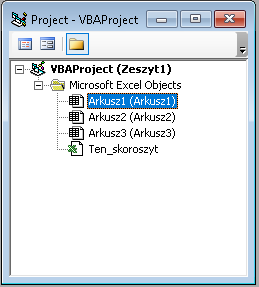 Project - VBAProject
VBAProject (Zeszyt1)
Microsoft Excel Objects
Arkusz1 (Arkusz1)
Arkusz2 (Arkusz2)
Arkusz3 (Arkusz3)
Ten_skoroszyt